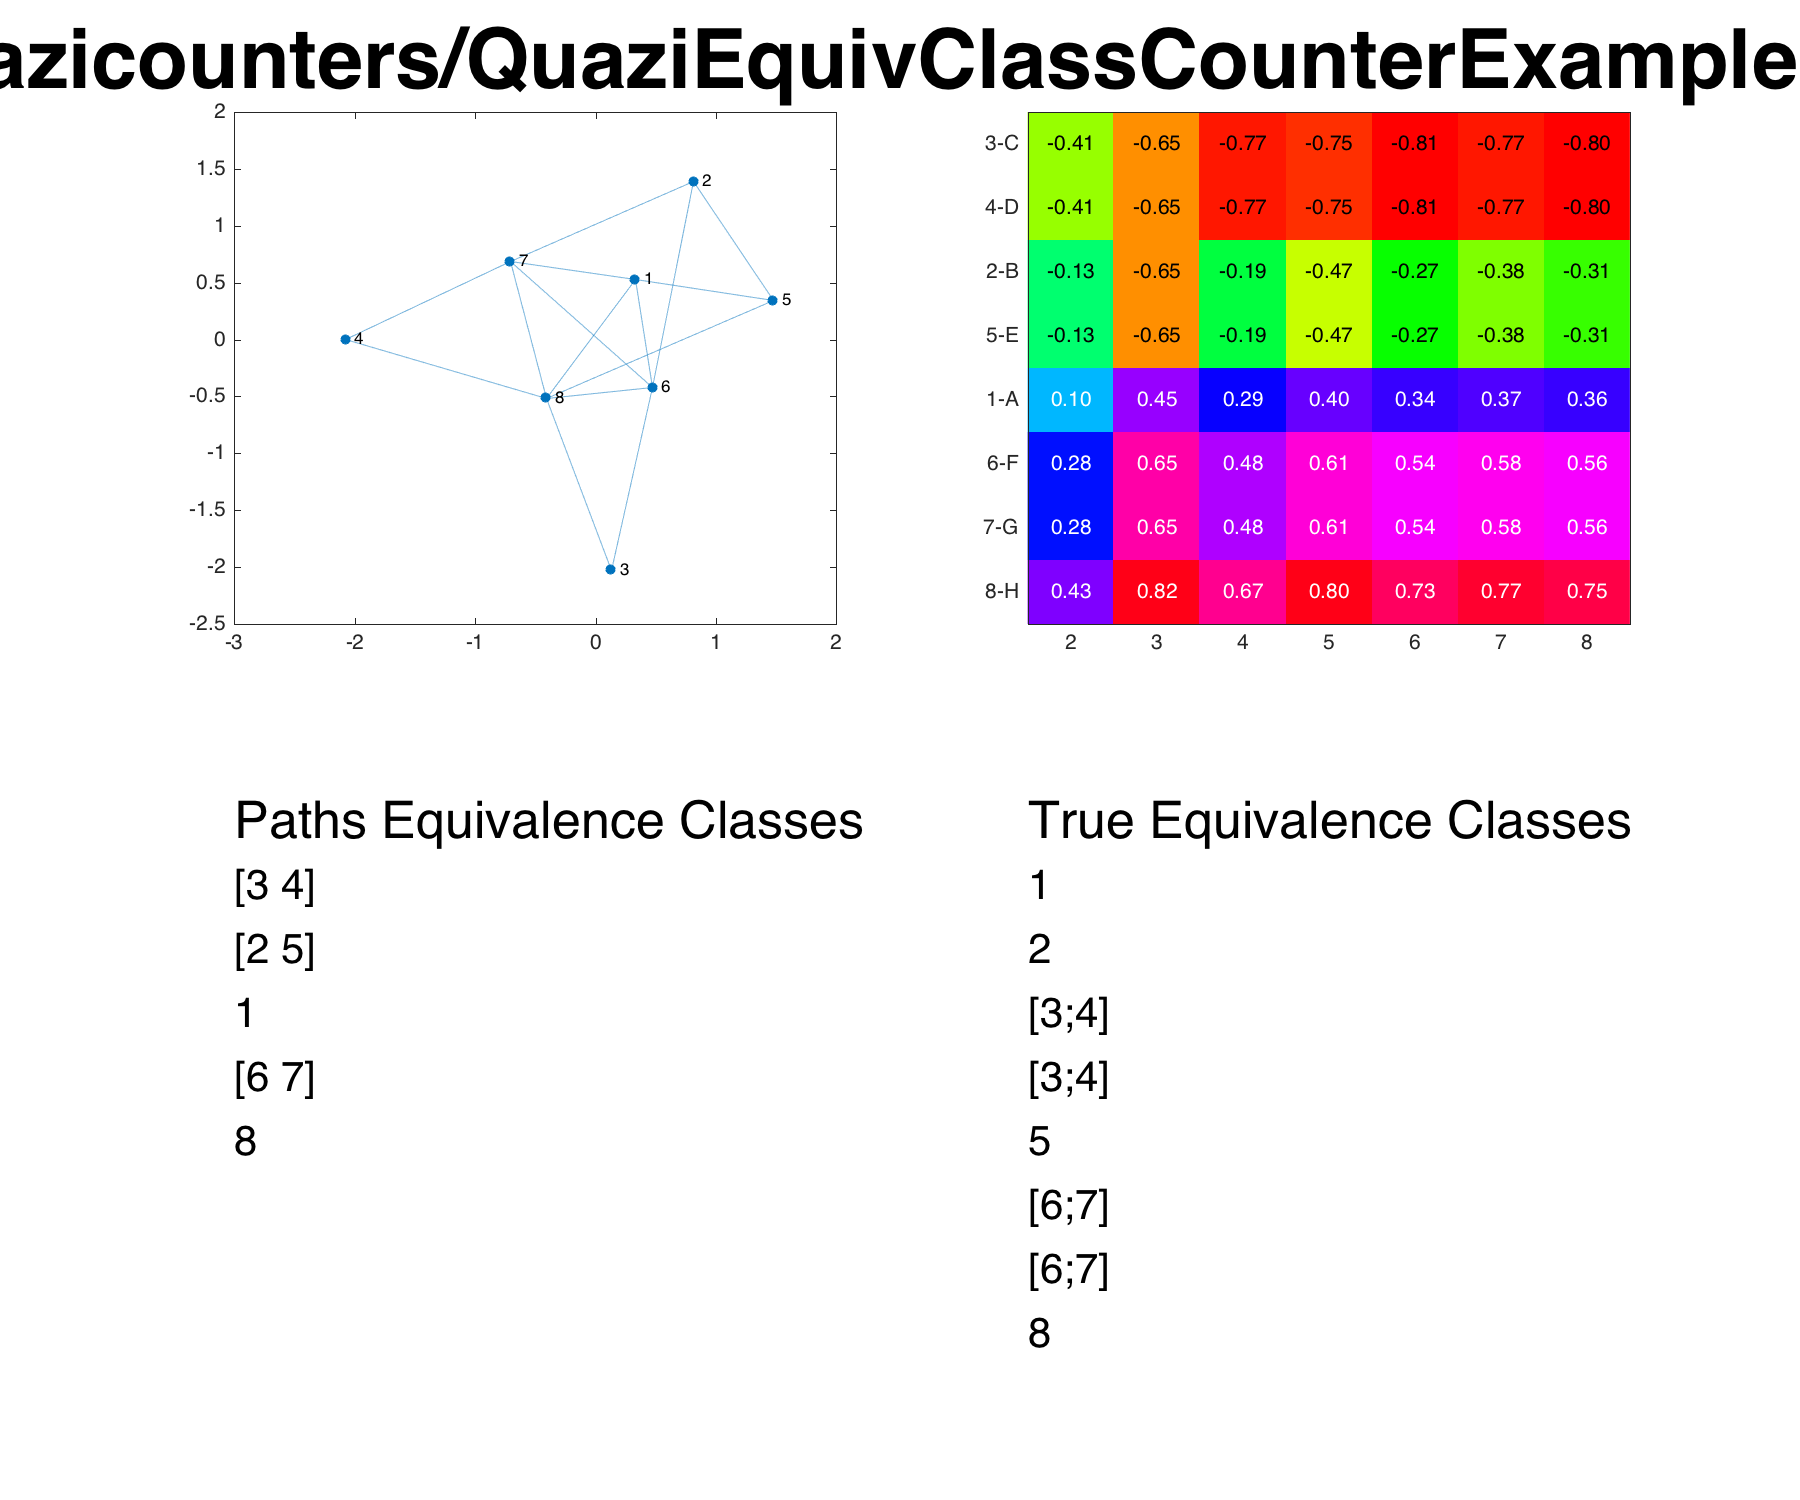 azicounters/QuaziEquivClassCounterExample
2
1.5
1
0.5
0
-0.5
-1
-1.5
-2
-2.5
-3 -2 -1 0 1 2
2
7
1
5
4
6
8
3
3-C -0.41 -0.65 -0.77 -0.75 -0.81 -0.77 -0.80
4-D -0.41 -0.65 -0.77 -0.75 -0.81 -0.77 -0.80
2-B -0.13 -0.65 -0.19 -0.47 -0.27 -0.38 -0.31
5-E -0.13 -0.65 -0.19 -0.47 -0.27 -0.38 -0.31
1-A 0.10 0.45 0.29 0.40 0.34 0.37 0.36
6-F 0.28 0.65 0.48 0.61 0.54 0.58 0.56
7-G 0.28 0.65 0.48 0.61 0.54 0.58 0.56
8-H 0.43 0.82 0.67 0.80 0.73 0.77 0.75
2 3 4 5 6 7 8
Paths Equivalence Classes
[3 4]
[2 5]
1
[6 7]
8
True Equivalence Classes
1
2
[3;4]
[3;4]
5
[6;7]
[6;7]
8